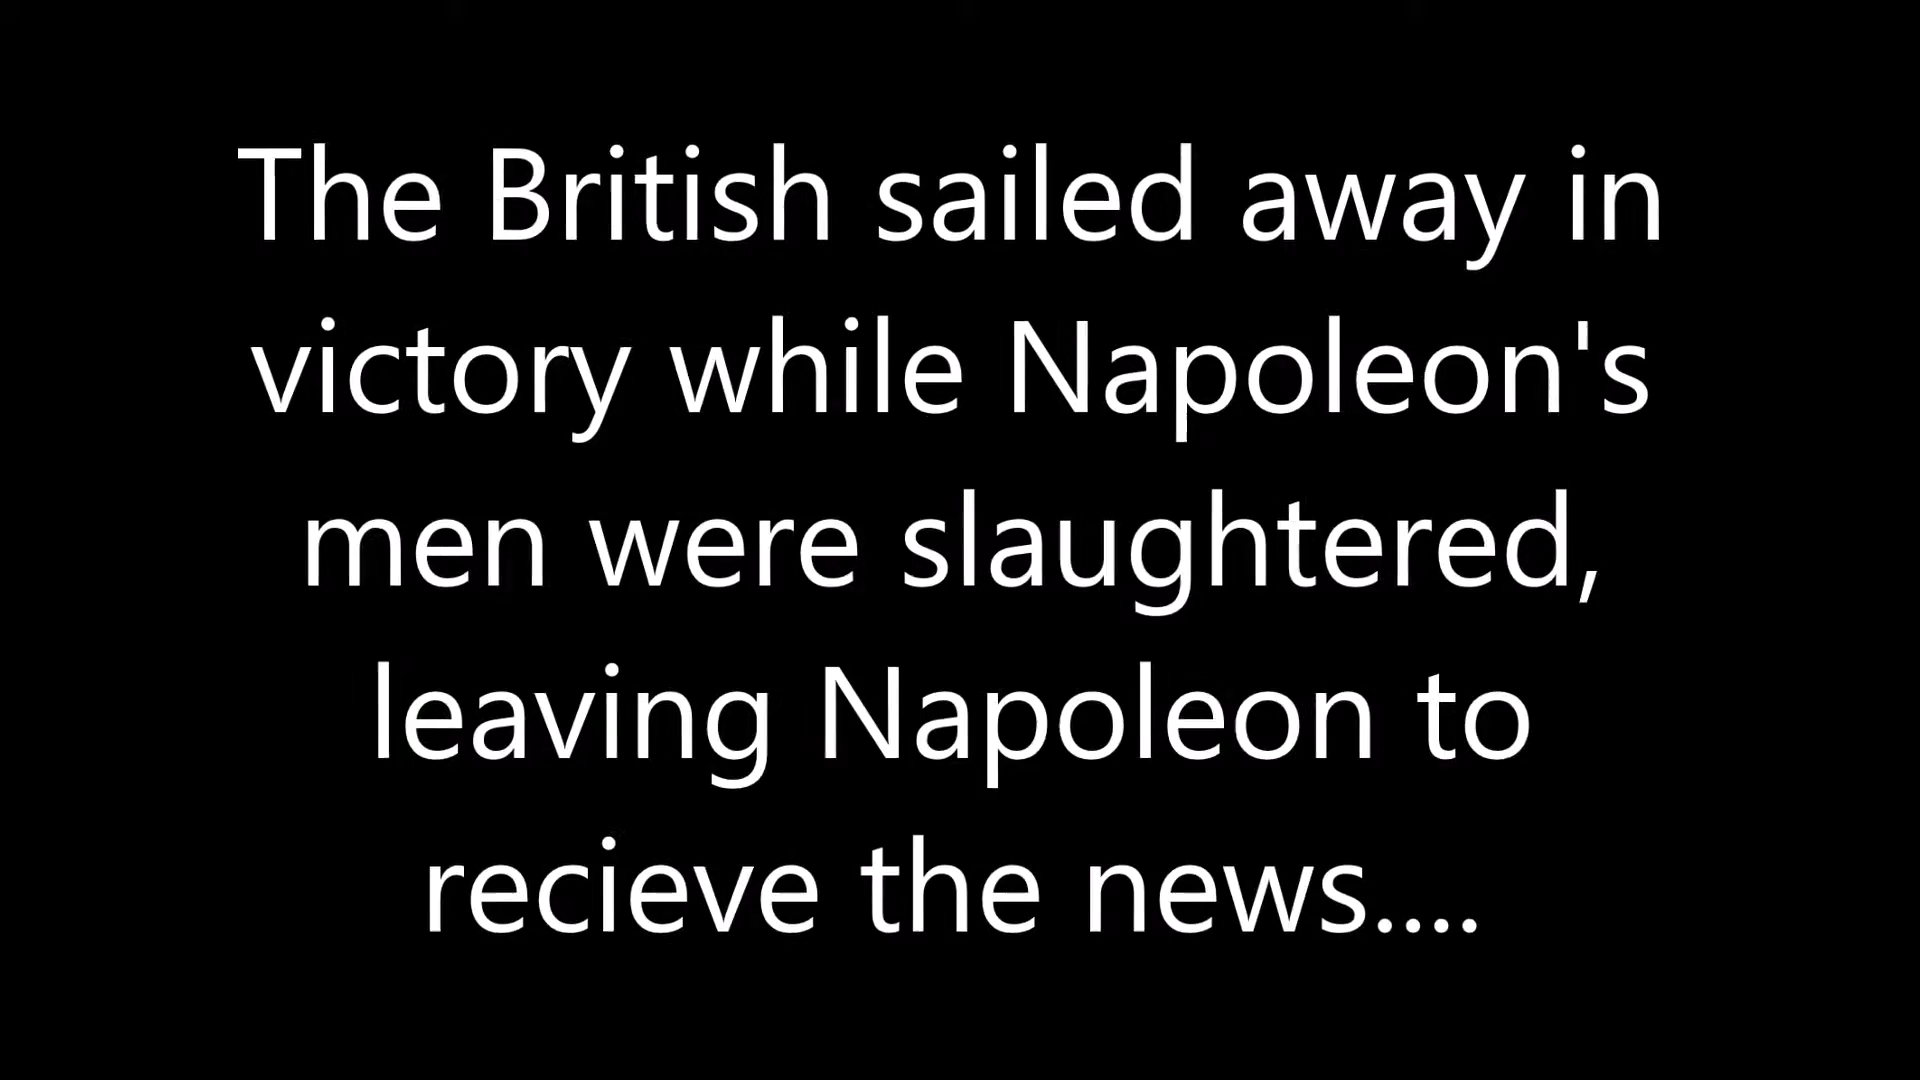 The British sailed away in
victory while Napoleon's
men were slaughtered,
leaving Napoleon to
recieve the news....